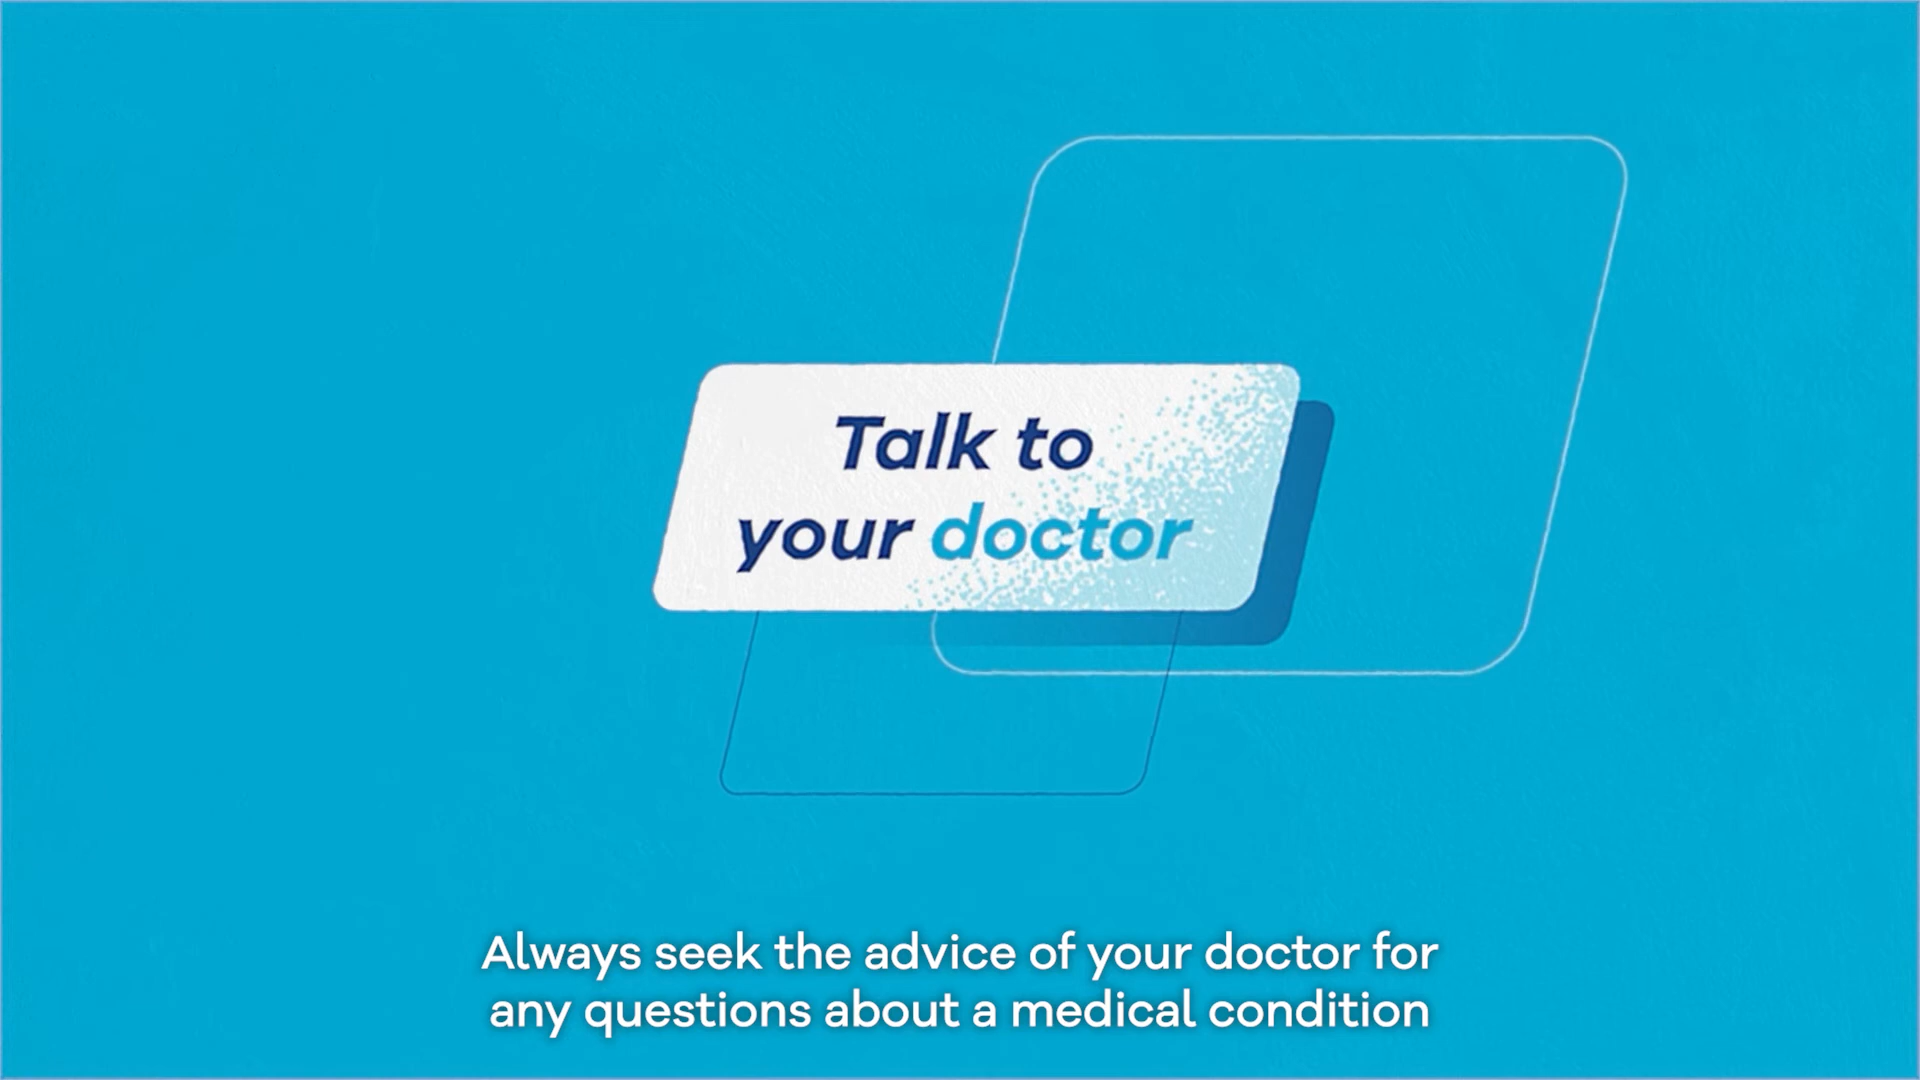 Talk to
your doctor
Always seek the advice of your doctor for
any questions about a medical condition